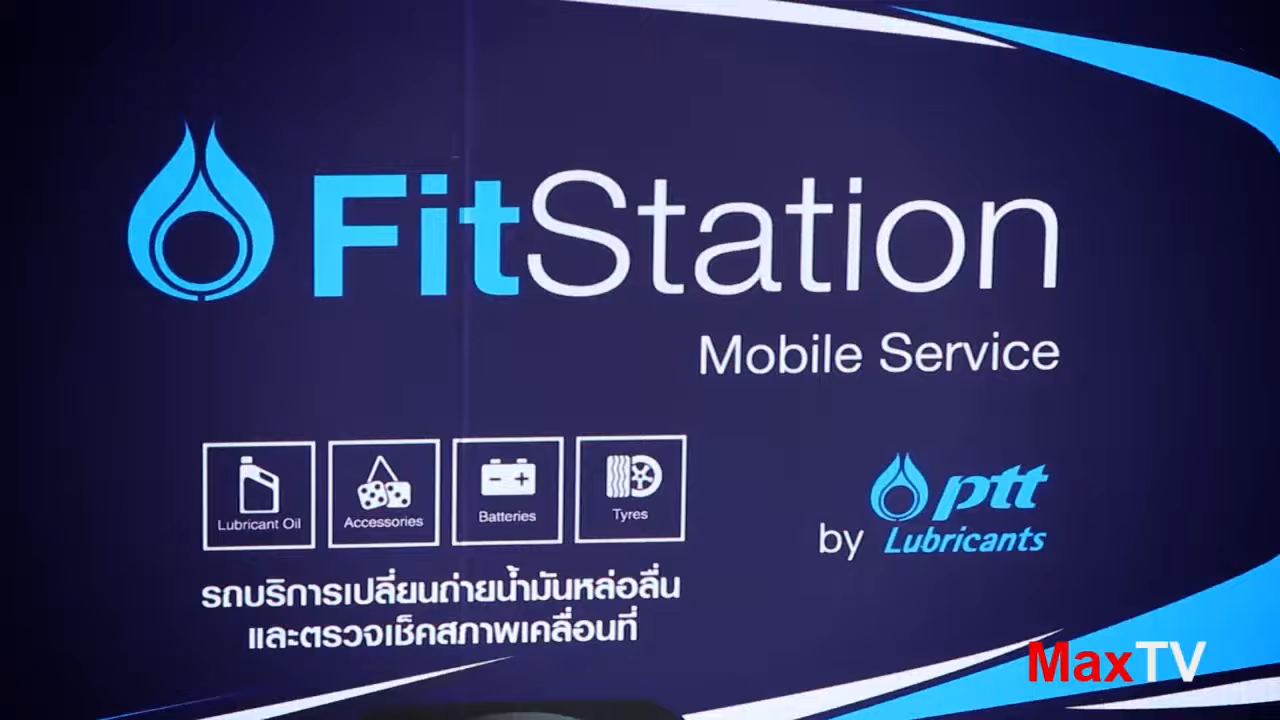 FitStation
Mobile Service
Lubricant Oil
Accessories
Batteries
Tyres
รถบริการเปลี่ยนถ่ายน้ำมันหล่อลื่น
และตรวจเช็คสภาพเคลื่อนที่
by ptt Lubricants
MaxTV